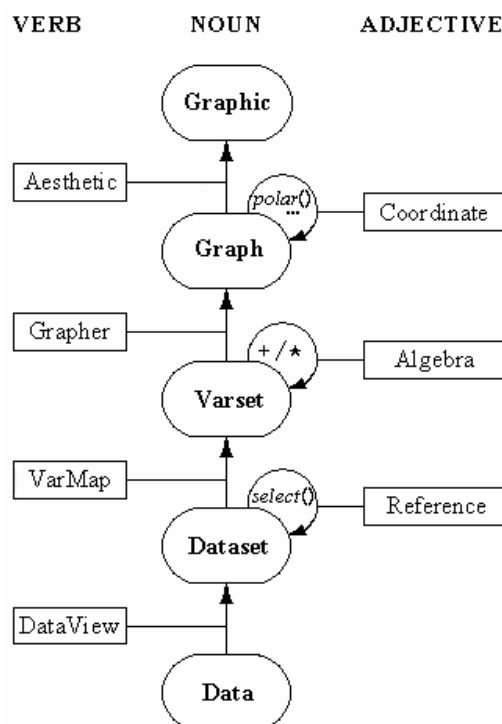 VERB NOUN ADJECTIVE
Graphic
Aesthetic polar() Coordinate
...
Graph
Grapher + / * Algebra
Varset
VarMap select() Reference
Dataset
DataView
Data